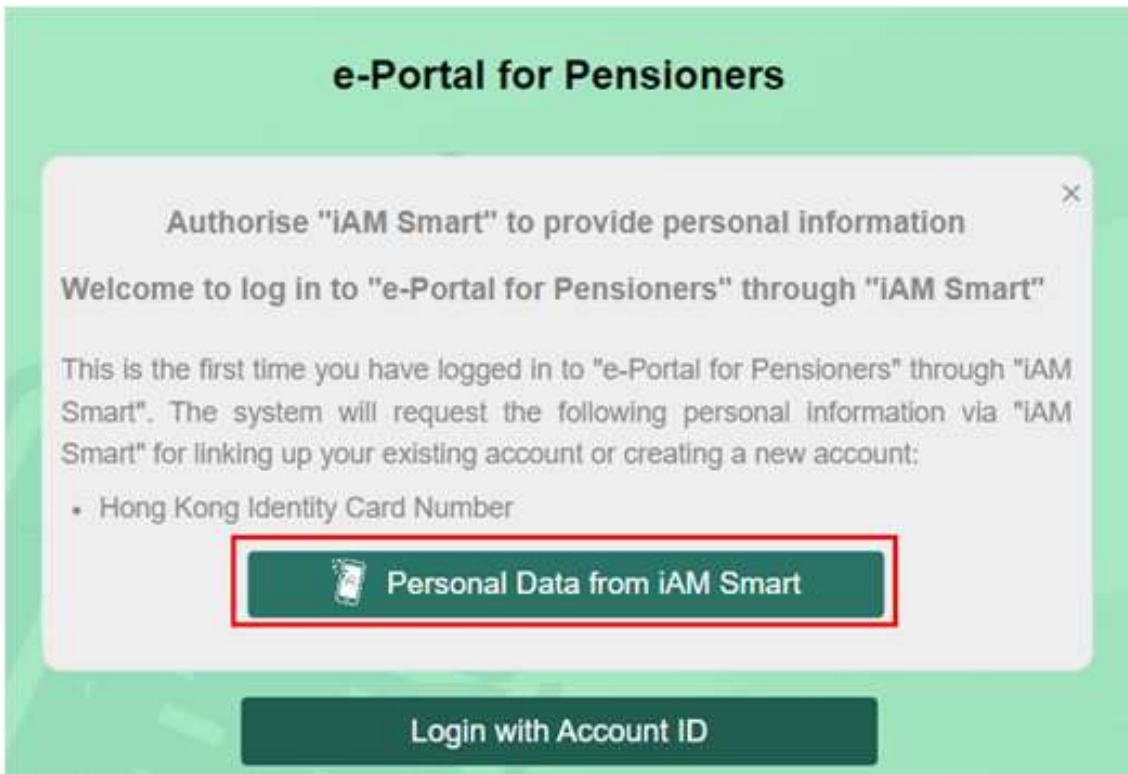 e-Portal for Pensioners
×
Authorise "iAM Smart" to provide personal information
Welcome to log in to "e-Portal for Pensioners" through "iAM Smart"
This is the first time you have logged in to "e-Portal for Pensioners" through "iAM
Smart". The system will request the following personal information via "iAM
Smart" for linking up your existing account or creating a new account:
• Hong Kong Identity Card Number
Personal Data from iAM Smart
Login with Account ID